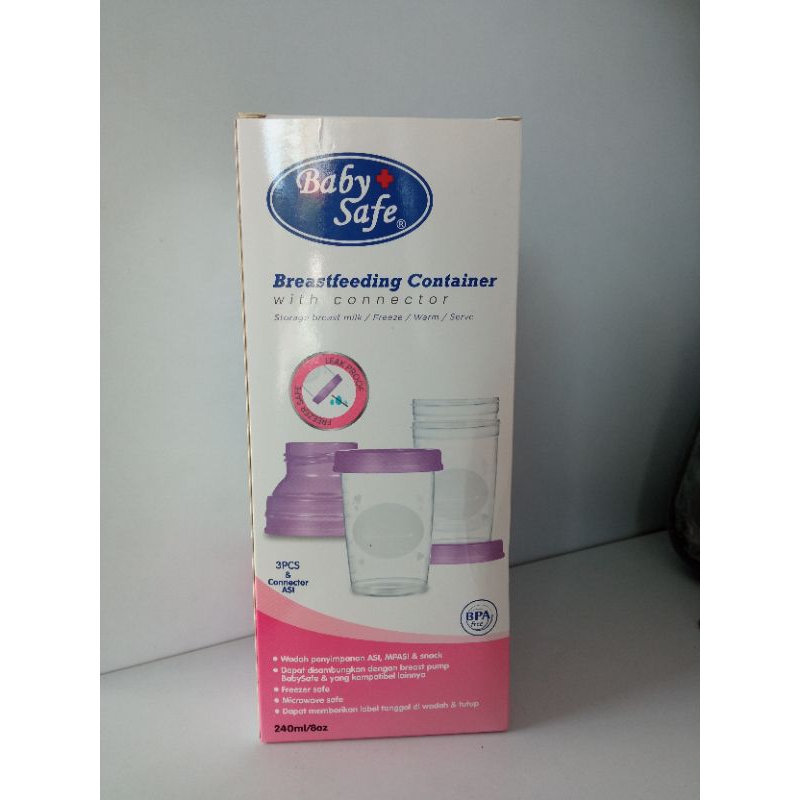 Baby
Safe®
Breastfeeding Container
with connector
Storage breast milk / Freeze / Warm / Serve
LEAK PROOF
FREEZER SAFE
3PCS
&
Connector
ASI
BPA
free
• Wadah penyimpanan ASI, MPASI & snack
• Dapat disambungkan dengan breast pump
BabySafe & yang kompatibel lainnya
• Freezer safe
• Microwave safe
• Dapat memberikan label tanggal di wadah & tutup
240ml/8oz